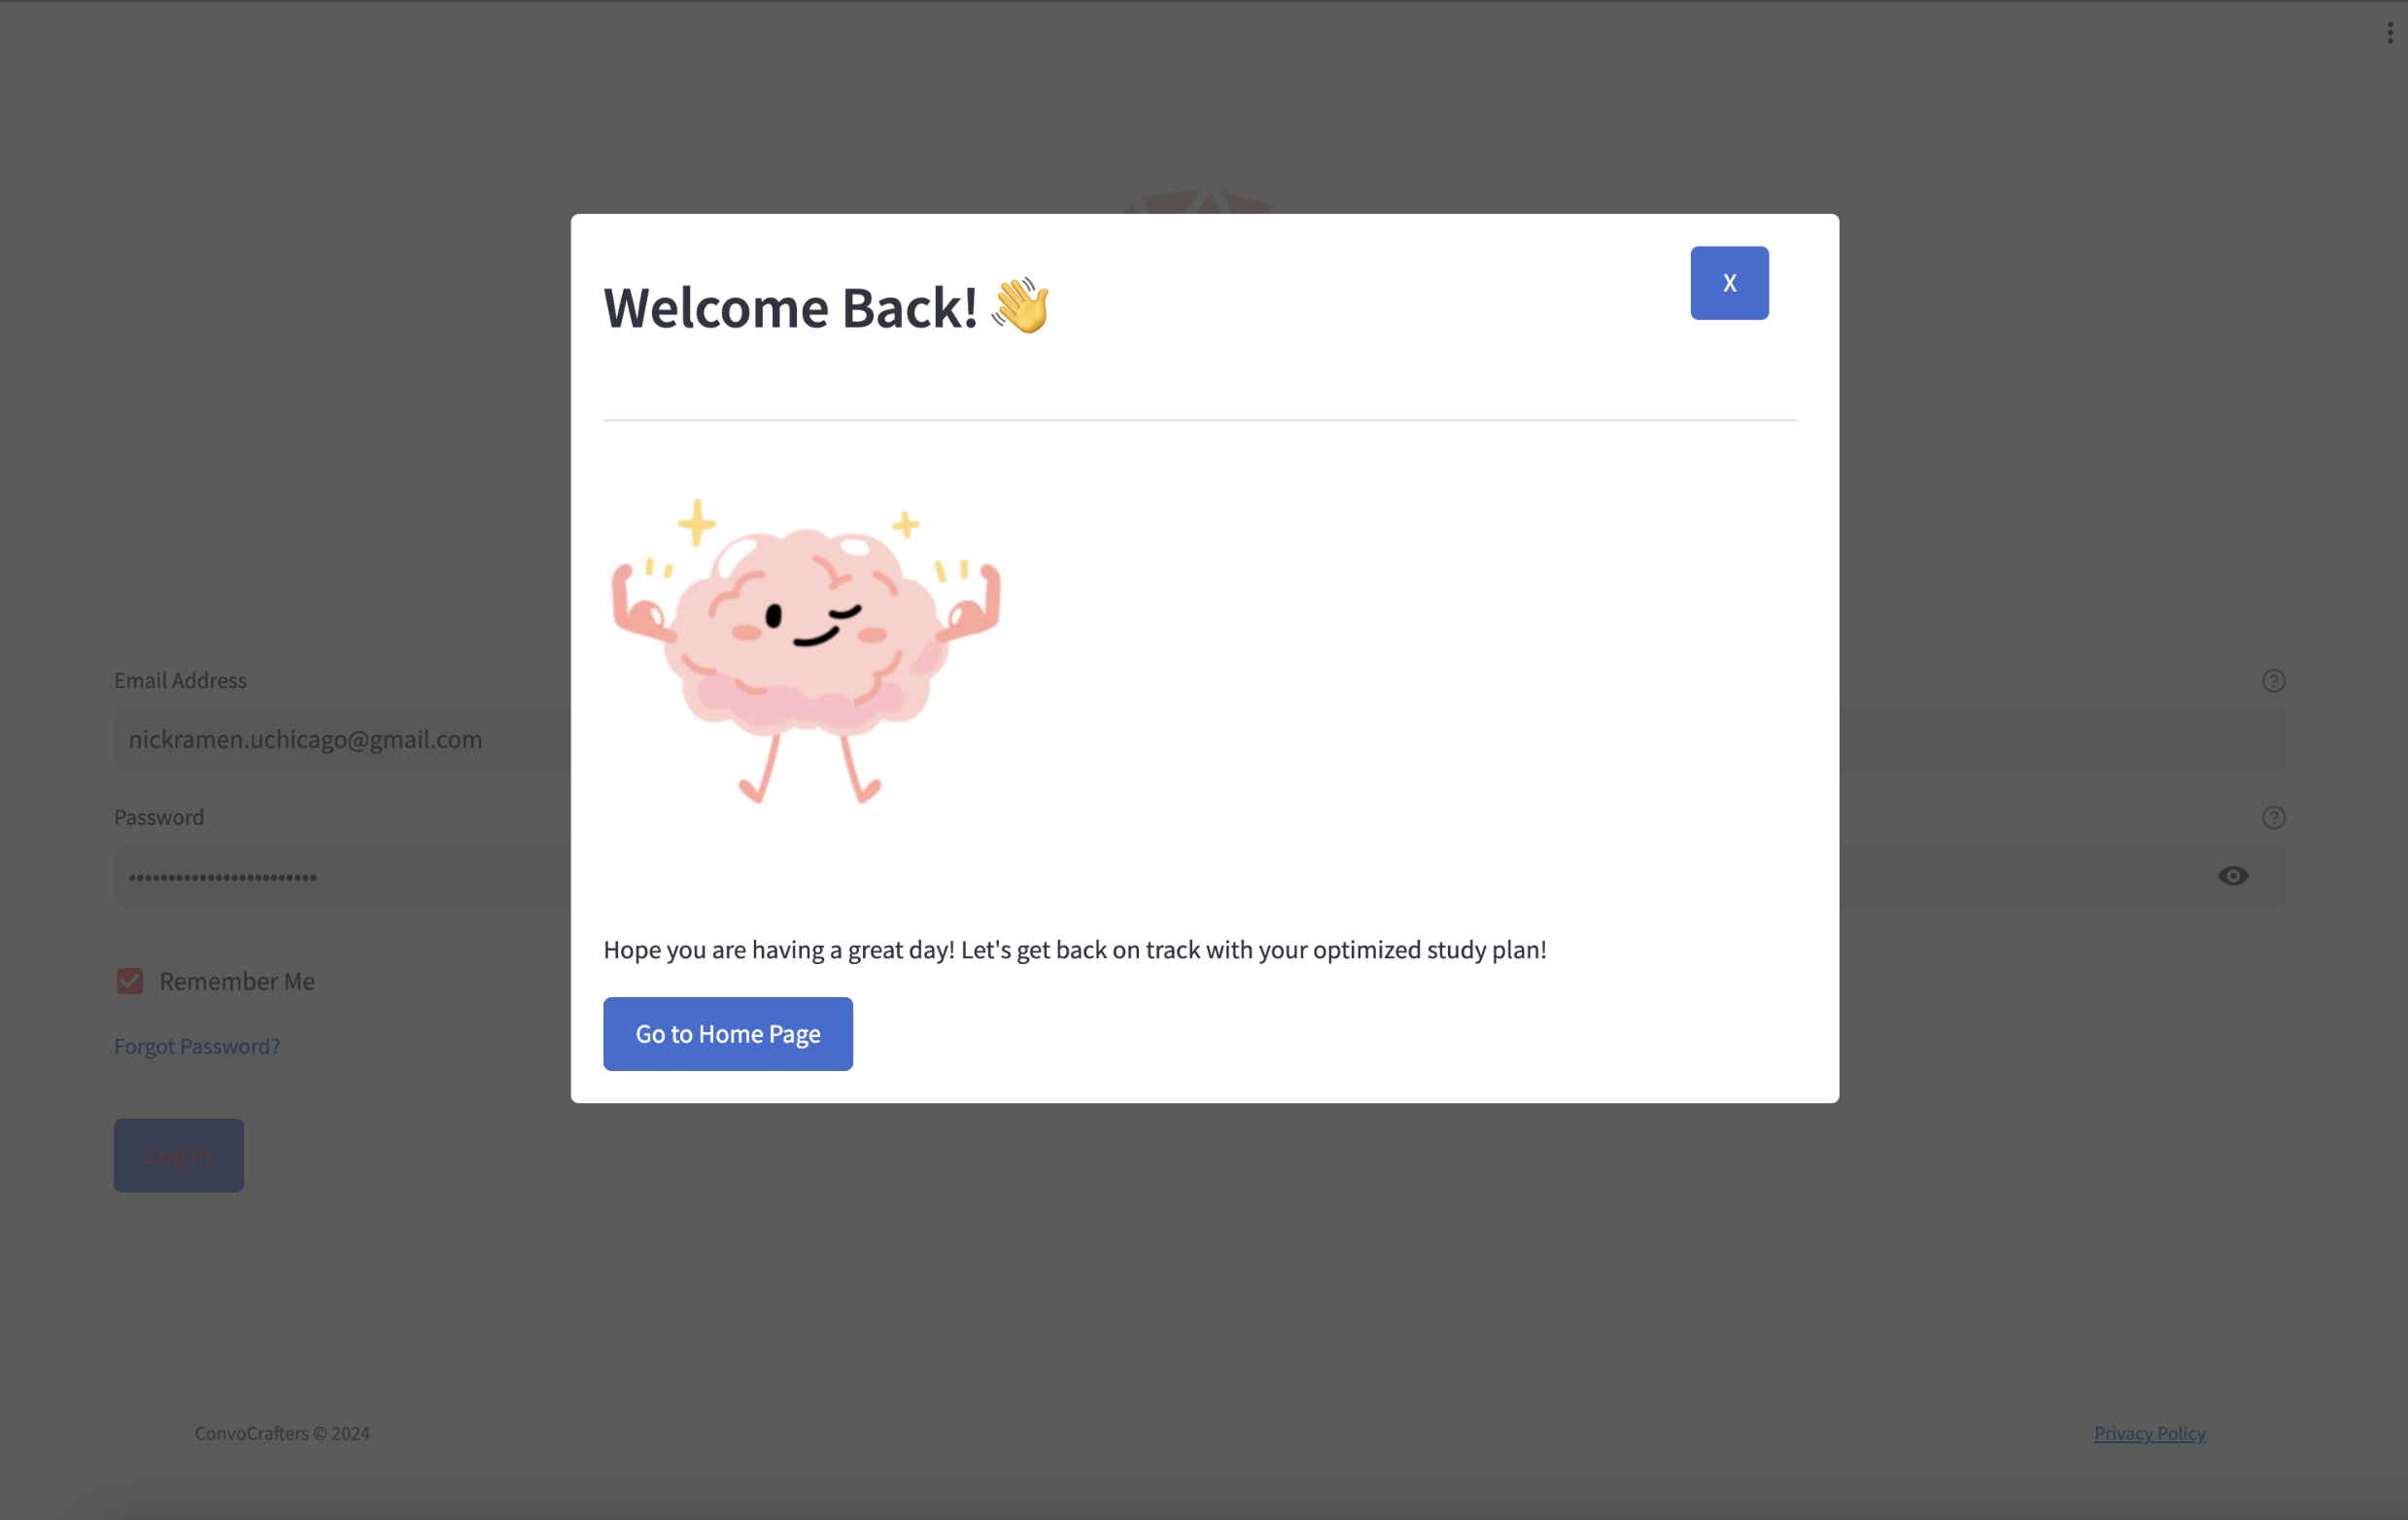 Welcome Back! 👋
X
Email Address
nickramen.uchicago@gmail.com
Password
••••••••••••••••••••••••
Hope you are having a great day! Let's get back on track with your optimized study plan!
Remember Me
Go to Home Page
Forgot Password?
Log In
ConvoCrafters © 2024
Privacy Policy